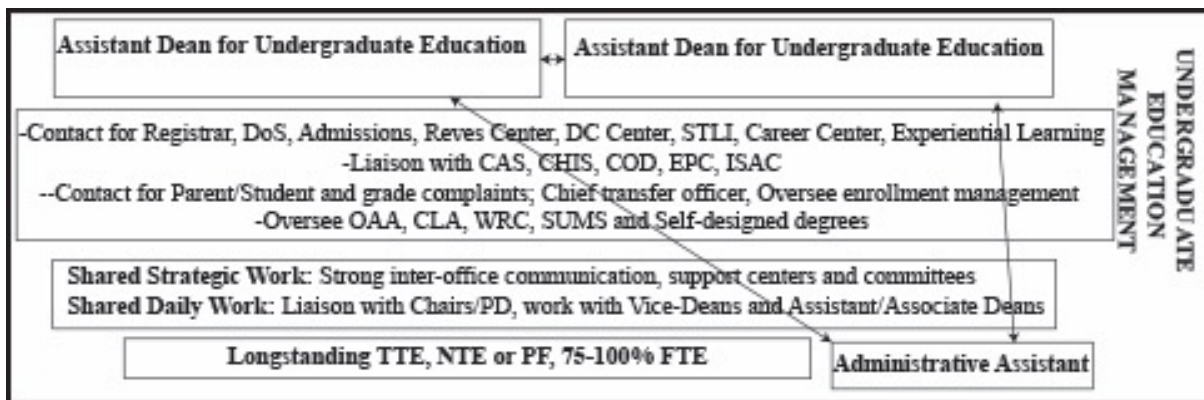 Assistant Dean for Undergraduate Education
Assistant Dean for Undergraduate Education
-Contact for Registrar, DoS, Admissions, Reves Center, DC Center, STLI, Career Center, Experiential Learning
-Liaison with CAS, CHIS, COD, EPC, ISAC
--Contact for Parent/Student and grade complaints; Chief transfer officer, Oversee enrollment management
-Oversee OAA, CLA, WRC, SUMS and Self-designed degrees
Shared Strategic Work: Strong inter-office communication, support centers and committees
Shared Daily Work: Liaison with Chairs/PD, work with Vice-Deans and Assistant/Associate Deans
Longstanding TTE, NTE or PF, 75-100% FTE
Administrative Assistant
UNDERGRADUATE
EDUCATION
MANAGEMENT